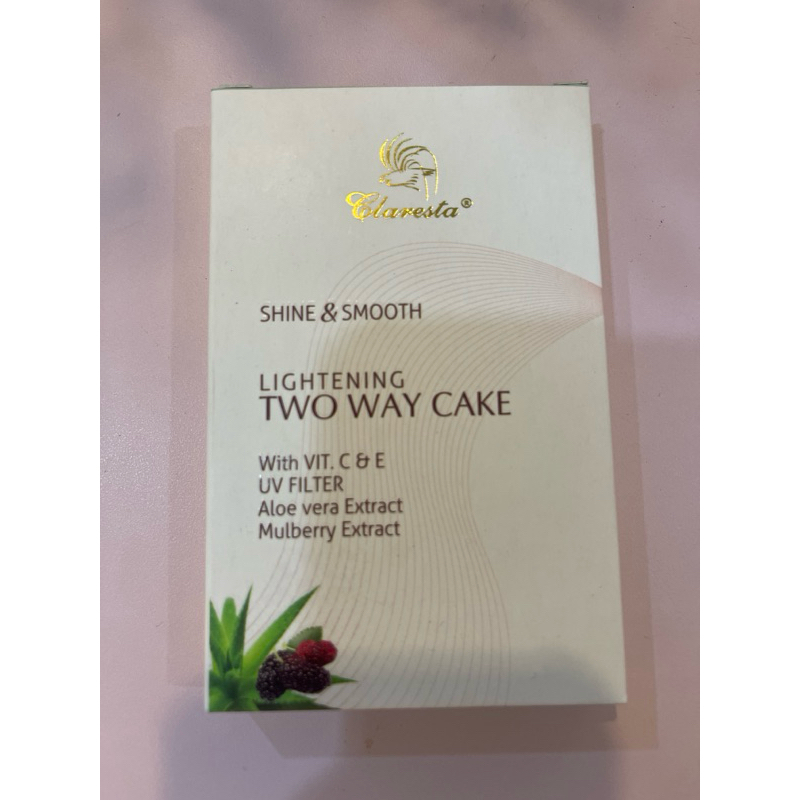 Claresta®
SHINE & SMOOTH
LIGHTENING
TWO WAY CAKE
With VIT. C & E
UV FILTER
Aloe vera Extract
Mulberry Extract